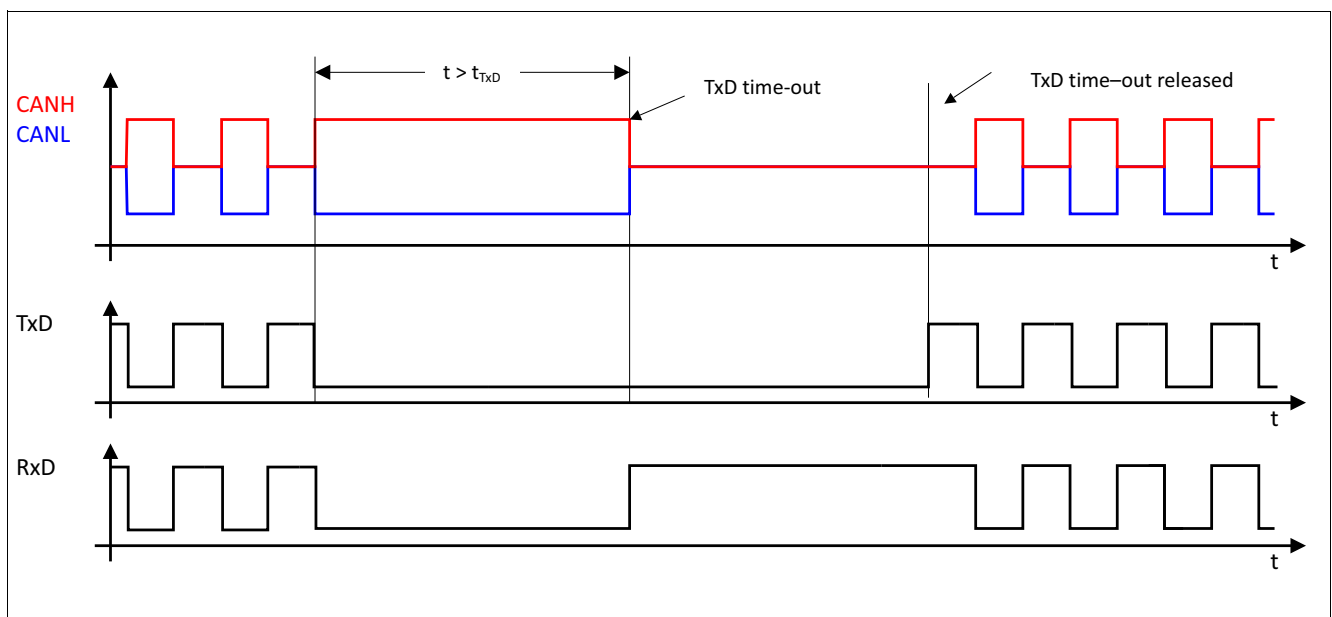 t > tTxD
TxD time-out
TxD time–out released
CANH
CANL
t
TxD
t
RxD
t